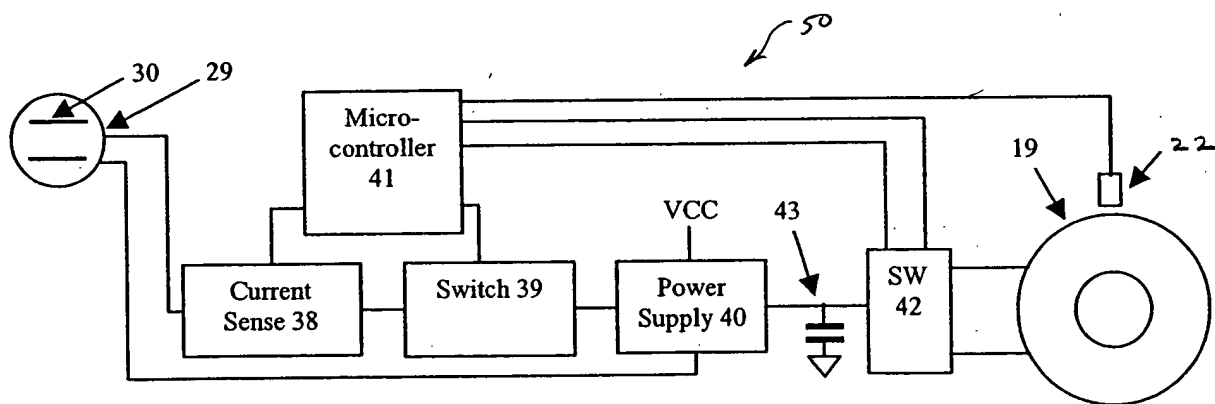 50
30
29
Micro-
controller
41
19
22
VCC
43
Current
Sense 38
Switch 39
Power
Supply 40
SW
42